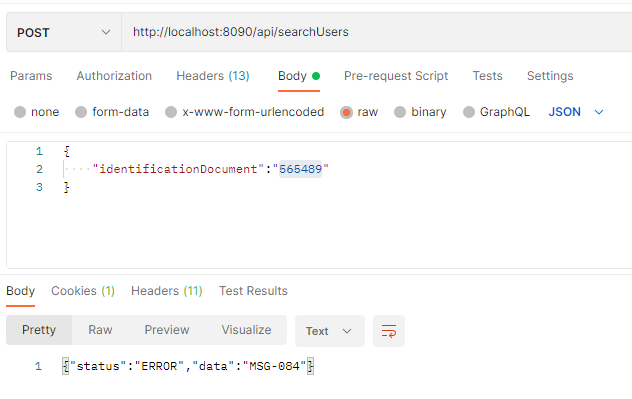 POST http://localhost:8090/api/searchUsers
Params Authorization Headers (13) Body Pre-request Script Tests Settings
none form-data x-www-form-urlencoded raw binary GraphQL JSON
1 {
2 ····"identificationDocument":"565489"
3 }
Body Cookies (1) Headers (11) Test Results
Pretty Raw Preview Visualize Text
1 {"status":"ERROR","data":"MSG-084"}